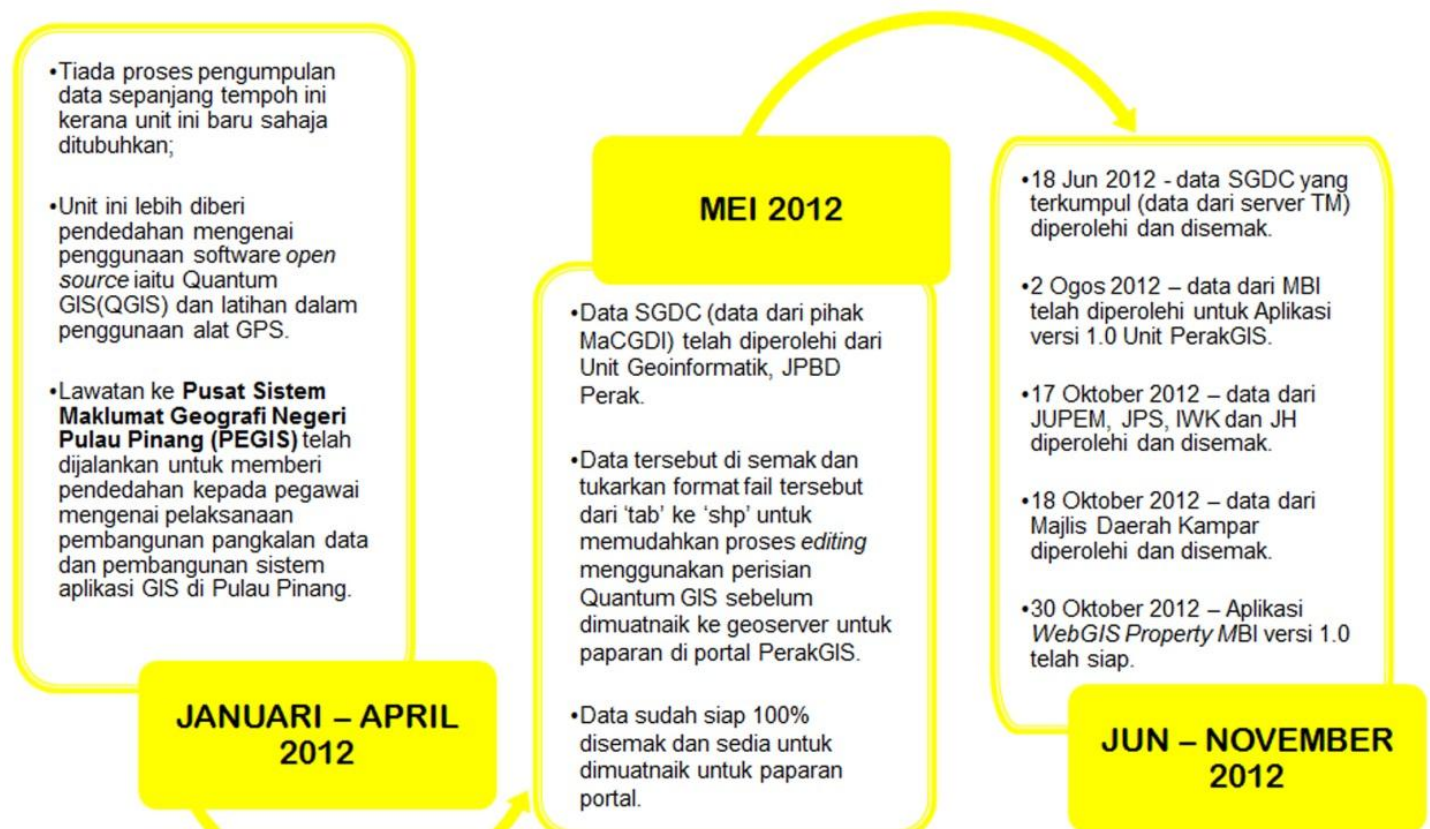 •Tiada proses pengumpulan
data sepanjang tempoh ini
kerana unit ini baru sahaja
ditubuhkan;
•Unit ini lebih diberi
pendedahan mengenai
penggunaan software open
source iaitu Quantum
GIS(QGIS) dan latihan dalam
penggunaan alat GPS.
•Lawatan ke Pusat Sistem
Maklumat Geografi Negeri
Pulau Pinang (PEGIS) telah
dijalankan untuk memberi
pendedahan kepada pegawai
mengenai pelaksanaan
pembangunan pangkalan data
dan pembangunan sistem
aplikasi GIS di Pulau Pinang.
JANUARI – APRIL
2012
MEI 2012
•Data SGDC (data dari pihak
MaCGDI) telah diperolehi dari
Unit Geoinformatik, JPBD
Perak.
•Data tersebut di semak dan
tukarkan format fail tersebut
dari ‘tab’ ke ‘shp’ untuk
memudahkan proses editing
menggunakan perisian
Quantum GIS sebelum
dimuatnaik ke geoserver untuk
paparan di portal PerakGIS.
•Data sudah siap 100%
disemak dan sedia untuk
dimuatnaik untuk paparan
portal.
•18 Jun 2012 - data SGDC yang
terkumpul (data dari server TM)
diperolehi dan disemak.
•2 Ogos 2012 – data dari MBI
telah diperolehi untuk Aplikasi
versi 1.0 Unit PerakGIS.
•17 Oktober 2012 – data dari
JUPEM, JPS, IWK dan JH
diperolehi dan disemak.
•18 Oktober 2012 – data dari
Majlis Daerah Kampar
diperolehi dan disemak.
•30 Oktober 2012 – Aplikasi
WebGIS Property MBI versi 1.0
telah siap.
JUN – NOVEMBER
2012